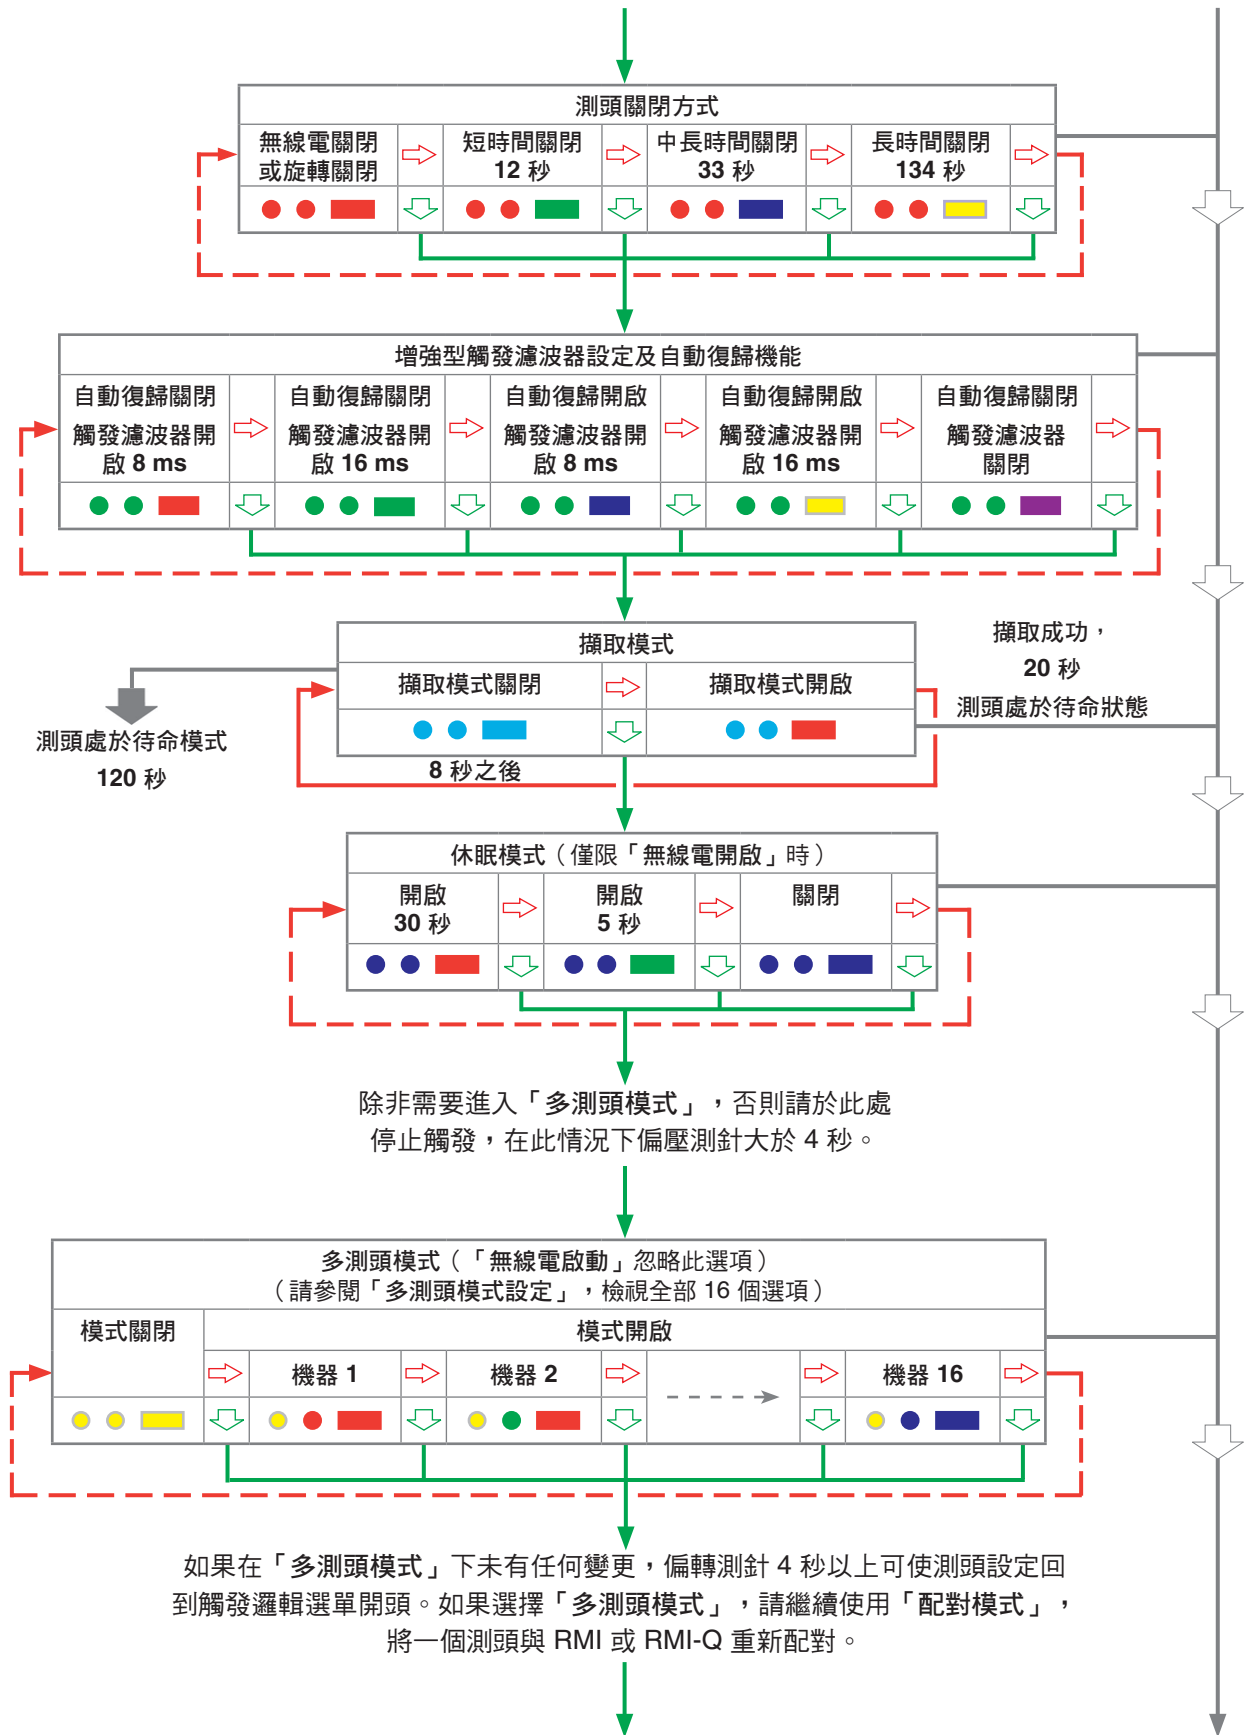 測頭關閉方式
無線電關閉
或旋轉關閉
短時間關閉
12 秒
中長時間關閉
33 秒
長時間關閉
134 秒
增強型觸發濾波器設定及自動復歸機能
自動復歸關閉
觸發濾波器開
啟 8 ms
自動復歸關閉
觸發濾波器開
啟 16 ms
自動復歸開啟
觸發濾波器開
啟 8 ms
自動復歸開啟
觸發濾波器開
啟 16 ms
自動復歸關閉
觸發濾波器
關閉
擷取模式
擷取模式關閉
擷取模式開啟
擷取成功，
20 秒
測頭處於待命狀態
測頭處於待命模式
120 秒
8 秒之後
休眠模式（僅限「無線電開啟」時）
開啟
30 秒
開啟
5 秒
關閉
除非需要進入「多測頭模式」，否則請於此處
停止觸發，在此情況下偏壓測針大於 4 秒。
多測頭模式（「無線電啟動」忽略此選項）
（請參閱「多測頭模式設定」，檢視全部 16 個選項）
模式關閉
模式開啟
機器 1
機器 2
機器 16
如果在「多測頭模式」下未有任何變更，偏轉測針 4 秒以上可使測頭設定回
到觸發邏輯選單開頭。如果選擇「多測頭模式」，請繼續使用「配對模式」，
將一個測頭與 RMI 或 RMI-Q 重新配對。